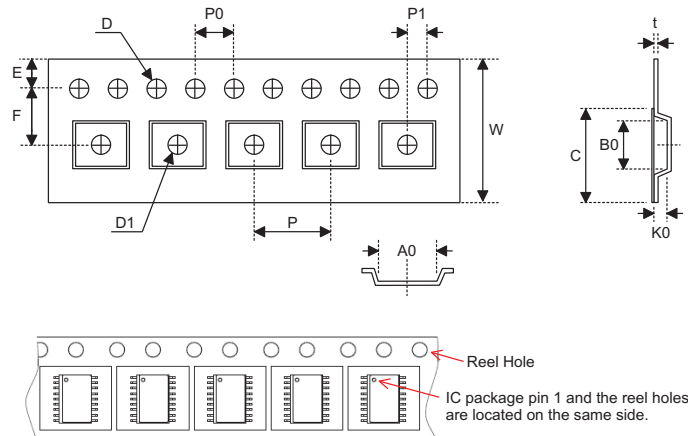 D
P0
P1
t
E
F
W
C
B0
D1
P
K0
A0
Reel Hole
IC package pin 1 and the reel holes
are located on the same side.